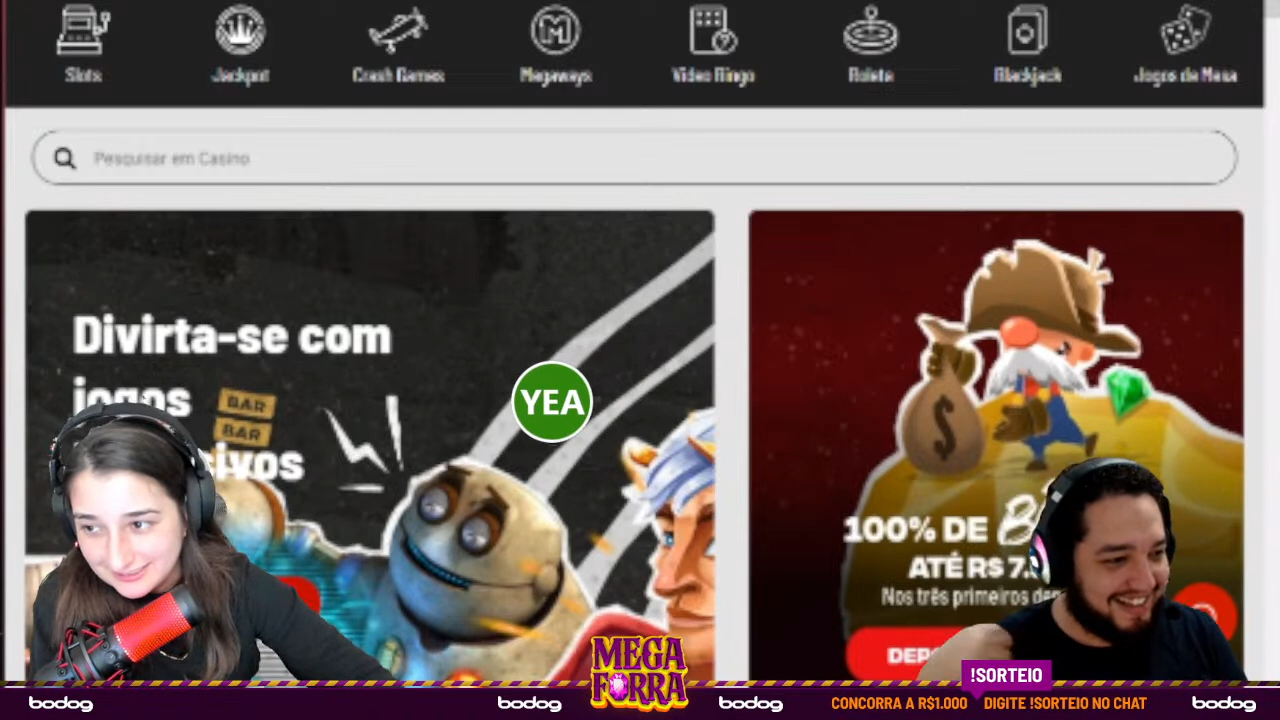 Slots
Jackpot
Crash Games
Megaways
Video Bingo
Roleta
Blackjack
Jogos de Mesa
Pesquisar em Casino
Divirta-se com
jogos
sivos
BAR
BAR
YEA
$
100% DE
ATÉ R$ 7.
Nos três primeiros
MEGA
FORRA
!SORTEIO
bodog
bodog
bodog
CONCORRA A R$1.000
DIGITE !SORTEIO NO CHAT
bodog